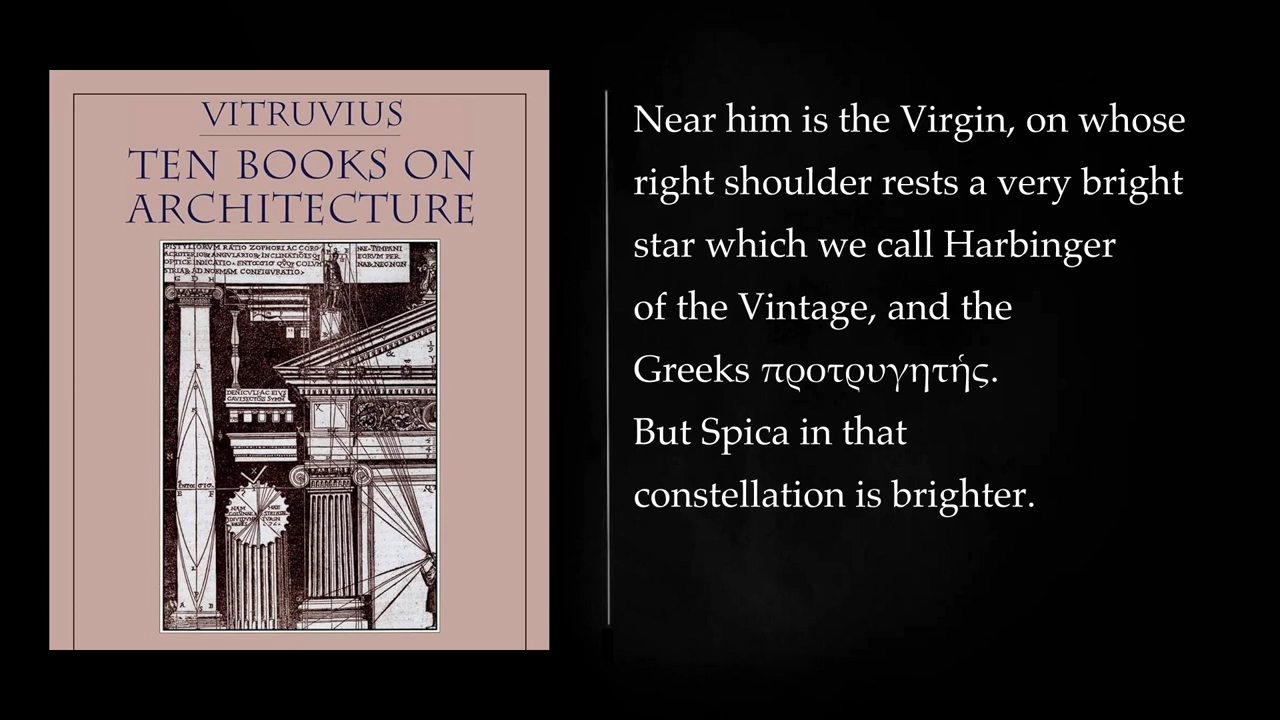 VITRUVIUS
TEN BOOKS ON
ARCHITECTURE
Near him is the Virgin, on whose
right shoulder rests a very bright
star which we call Harbinger
of the Vintage, and the
Greeks προτρυγητής.
But Spica in that
constellation is brighter.